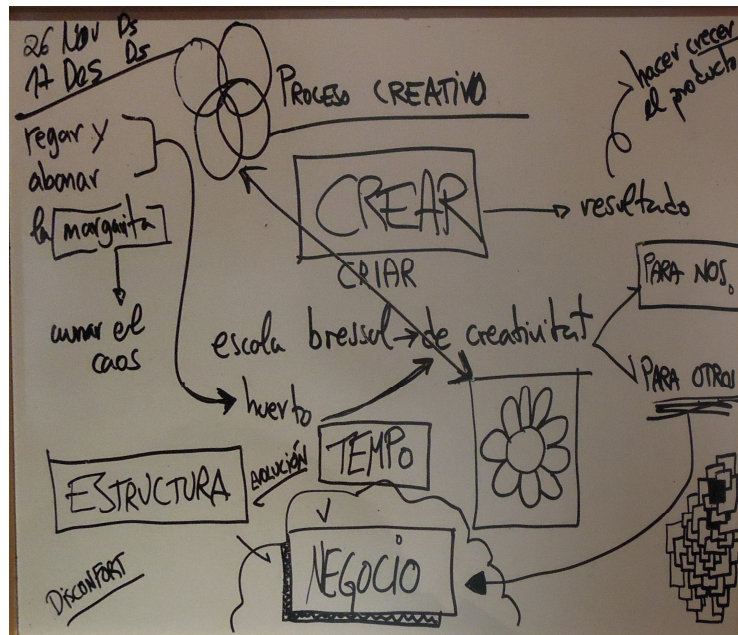 26 Nov Ds
17 Des Ds
PROCESO CREATIVO
hacer crecer
el producto
regar y
abonar
la margarita
CREAR
resultado
CRIAR
PARA NOS.
aunar el
caos
escola bressol → de creativitat
PARA OTROS
huerto
TEMPO
EVOLUCIÓN
ESTRUCTURA
NEGOCIO
DISCONFORT